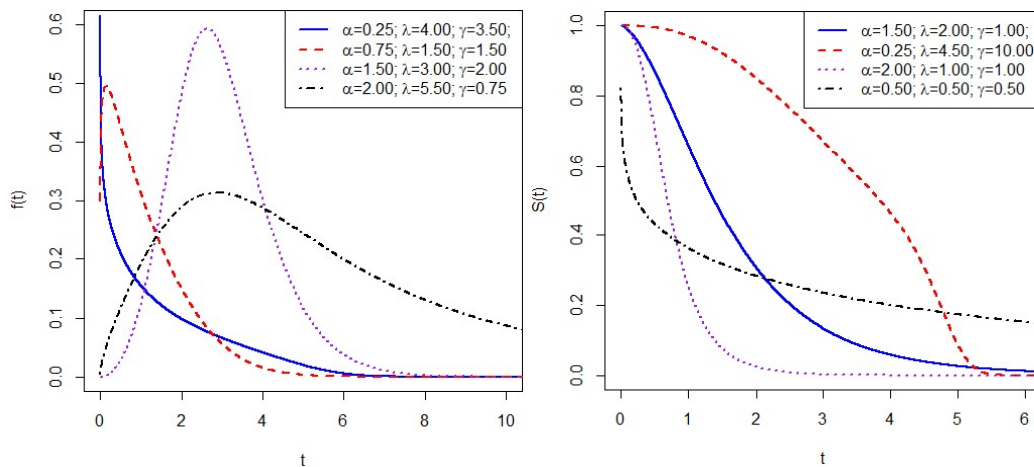 α=0.25; λ=4.00; γ=3.50;
α=0.75; λ=1.50; γ=1.50
α=1.50; λ=3.00; γ=2.00
α=2.00; λ=5.50; γ=0.75
f(t)
0.0
0.1
0.2
0.3
0.4
0.5
0.6
0
2
4
6
8
10
t
α=1.50; λ=2.00; γ=1.00;
α=0.25; λ=4.50; γ=10.00
α=2.00; λ=1.00; γ=1.00
α=0.50; λ=0.50; γ=0.50
S(t)
0.0
0.2
0.4
0.6
0.8
1.0
0
1
2
3
4
5
6
t